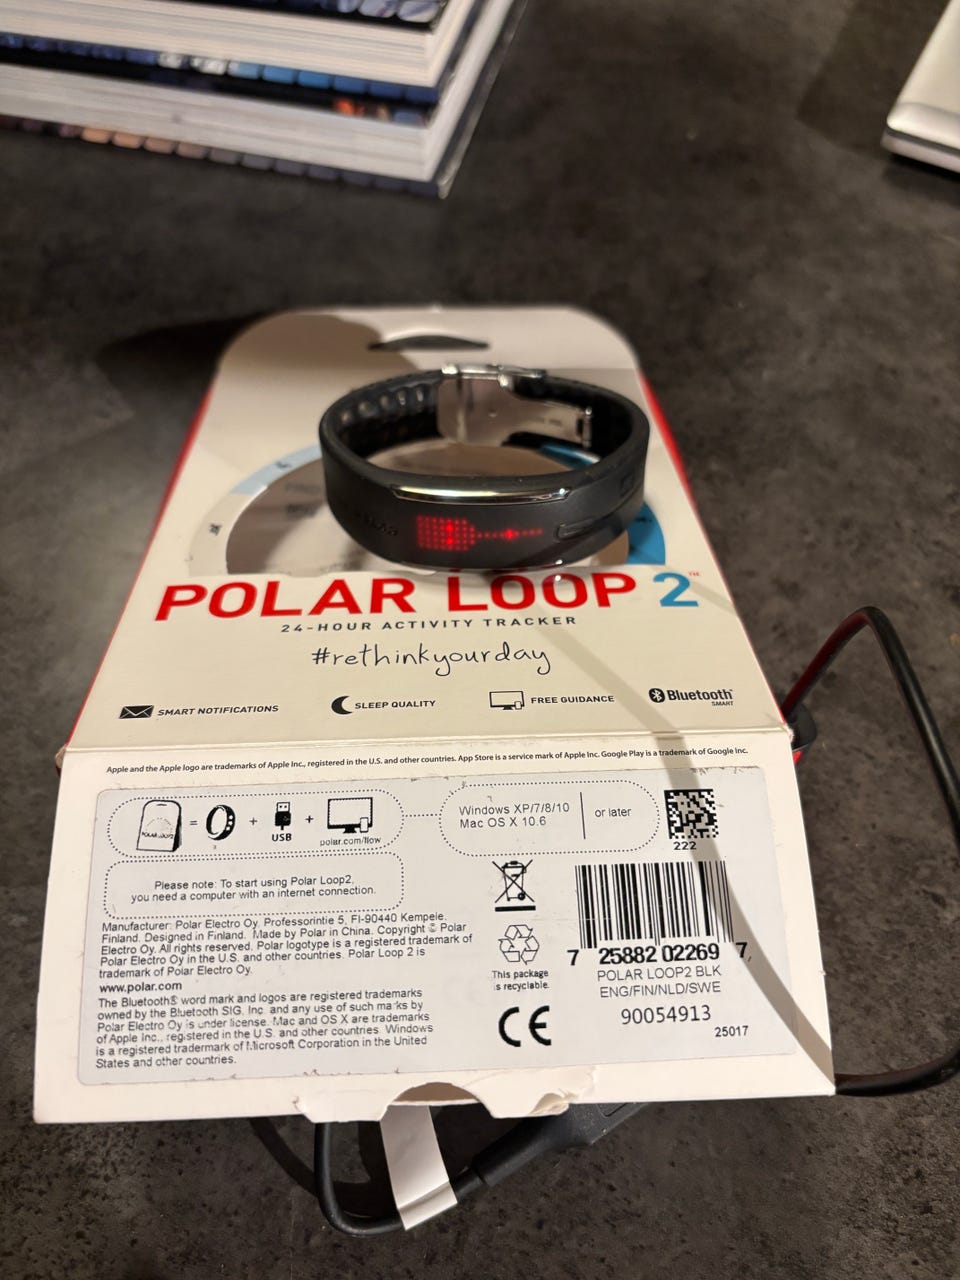 POLAR
POLAR LOOP 2™
24-HOUR ACTIVITY TRACKER
#rethinkyourday
SMART NOTIFICATIONS
SLEEP QUALITY
FREE GUIDANCE
Bluetooth®
SMART
Apple and the Apple logo are trademarks of Apple Inc., registered in the U.S. and other countries. App Store is a service mark of Apple Inc. Google Play is a trademark of Google Inc.
POLAR LOOP2
=
+
USB
+
polar.com/flow
Windows XP/7/8/10
Mac OS X 10.6
or later
222
Please note: To start using Polar Loop2,
you need a computer with an internet connection.
Manufacturer: Polar Electro Oy. Professorintie 5, FI-90440 Kempele.
Finland. Designed in Finland. Made by Polar in China. Copyright © Polar
Electro Oy. All rights reserved. Polar logotype is a registered trademark of
Polar Electro Oy in the U.S. and other countries. Polar Loop 2 is
trademark of Polar Electro Oy.
www.polar.com
The Bluetooth® word mark and logos are registered trademarks
owned by the Bluetooth SIG. Inc. and any use of such marks by
Polar Electro Oy is under license. Mac and OS X are trademarks
of Apple Inc., registered in the U.S. and other countries. Windows
is a registered trademark of Microsoft Corporation in the United
States and other countries.
This package
is recyclable.
CE
7 25882 02269 7
POLAR LOOP2 BLK
ENG/FIN/NLD/SWE
90054913
25017